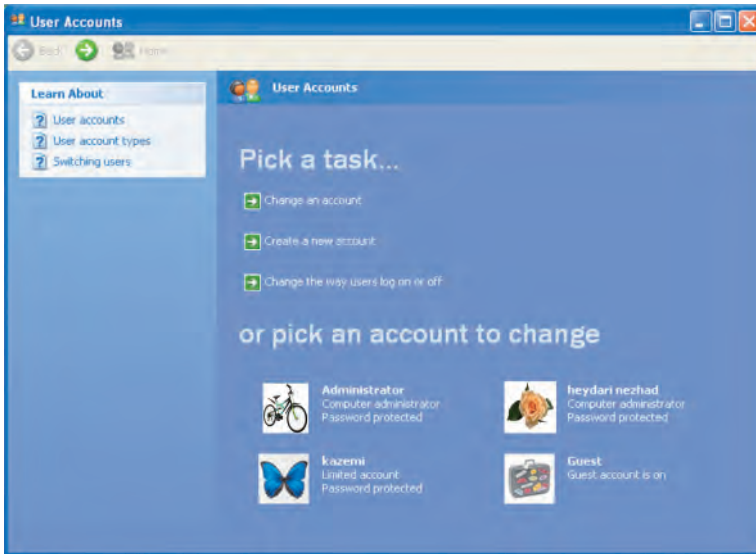 User Accounts
Back Home
Learn About
User accounts
User account types
Switching users
User Accounts
Pick a task...
Change an account
Create a new account
Change the way users log on or off
or pick an account to change
Administrator
Computer administrator
Password protected
heydari nezhad
Computer administrator
Password protected
kazemi
Limited account
Password protected
Guest
Guest account is on